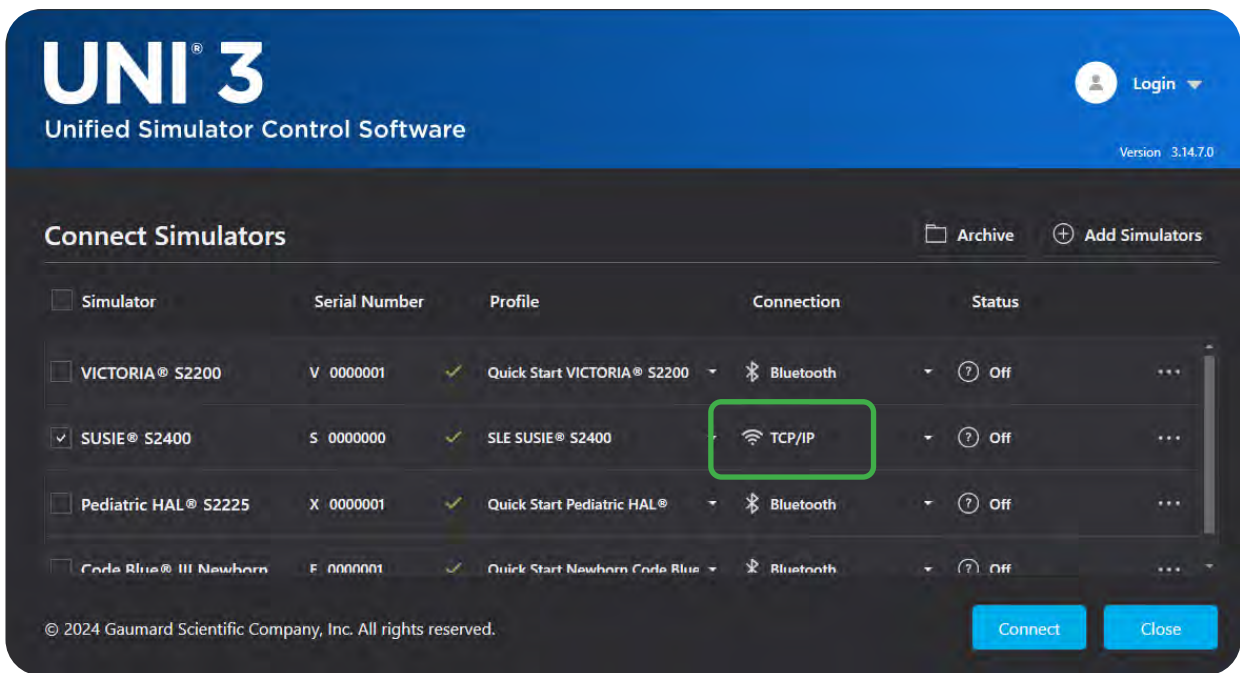 UNI® 3
Unified Simulator Control Software
Login
Version 3.14.7.0
Connect Simulators
Archive
Add Simulators
Simulator Serial Number Profile Connection Status
VICTORIA® S2200 V 0000001 Quick Start VICTORIA® S2200 Bluetooth ? Off ...
SUSIE® S2400 S 0000000 SLE SUSIE® S2400 TCP/IP ? Off ...
Pediatric HAL® S2225 X 0000001 Quick Start Pediatric HAL® Bluetooth ? Off ...
Code Blue® III Newborn F 0000001 Quick Start Newborn Code Blue Bluetooth ? Off ...
© 2024 Gaumard Scientific Company, Inc. All rights reserved.
Connect
Close